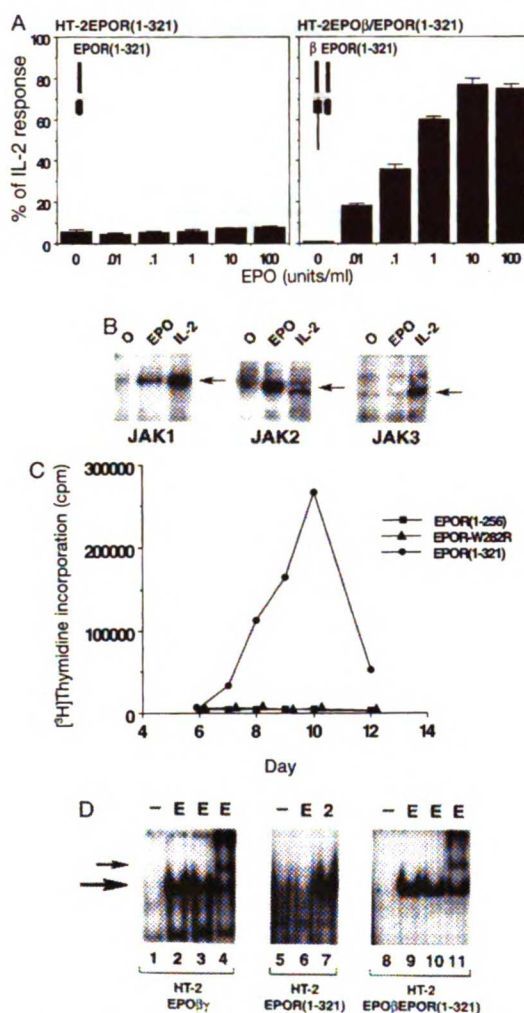 A
HT-2EPOR(1-321)
HT-2EPOβ/EPOR(1-321)
EPOR(1-321)
β EPOR(1-321)
% of IL-2 response
100
80
60
40
20
0
0 .01 .1 1 10 100
0 .01 .1 1 10 100
EPO (units/ml)
B
O EPO IL-2
O EPO IL-2
O EPO IL-2
JAK1 JAK2 JAK3
C
[³H]Thymidine incorporation (cpm)
300000
200000
100000
0
4 6 8 10 12 14
Day
EPOR(1-256)
EPOR-W282R
EPOR(1-321)
D
– E E E
– E 2
– E E E
1 2 3 4
5 6 7
8 9 10 11
HT-2
EPOβγ
HT-2
EPOR(1-321)
HT-2
EPOβEPOR(1-321)